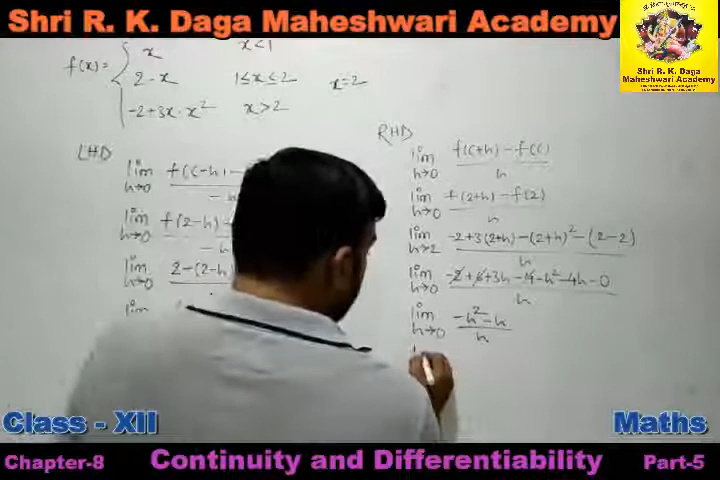 Shri R. K. Daga Maheshwari Academy
Shri R. K. Daga
Maheshwari Academy
f(x) = { x x < 1
2 - x 1 ≤ x ≤ 2 x = 2
-2 + 3x - x² x > 2
LHD
lim h→0 f(c-h) -
- h
lim h→0 f(2-h) -
- h
lim h→0 2 - (2-h)
lim
RHD
lim h→0 f(c+h) - f(c)
h
lim h→0 f(2+h) - f(2)
h
lim h→2 -2 + 3(2+h) - (2+h)² - (2-2)
h
lim h→0 -2 + 6 + 3h - 4 - h² - 4h - 0
h
lim h→0 -h² - h
h
Class - XII
Maths
Chapter-8
Continuity and Differentiability
Part-5